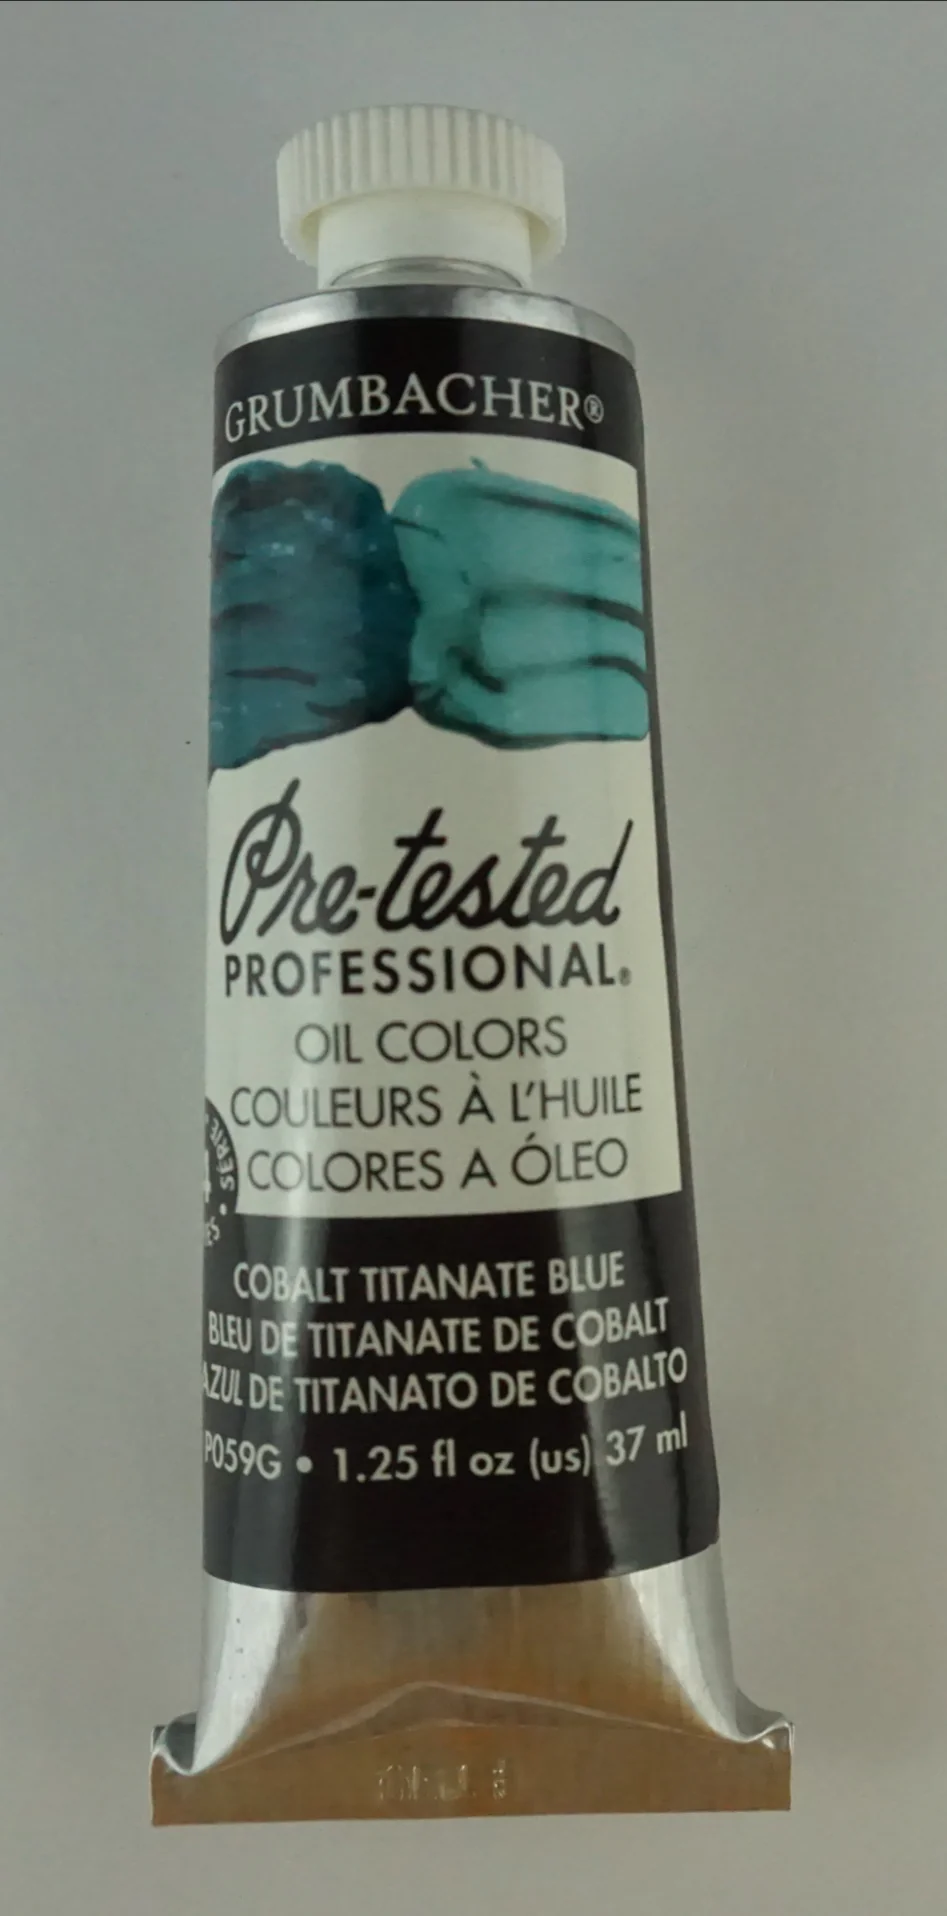 GRUMBACHER®
Pre-tested
PROFESSIONAL®
OIL COLORS
COULEURS À L'HUILE
COLORES A ÓLEO
SERIE
COBALT TITANATE BLUE
BLEU DE TITANATE DE COBALT
AZUL DE TITANATO DE COBALTO
P059G • 1.25 fl oz (us) 37 ml